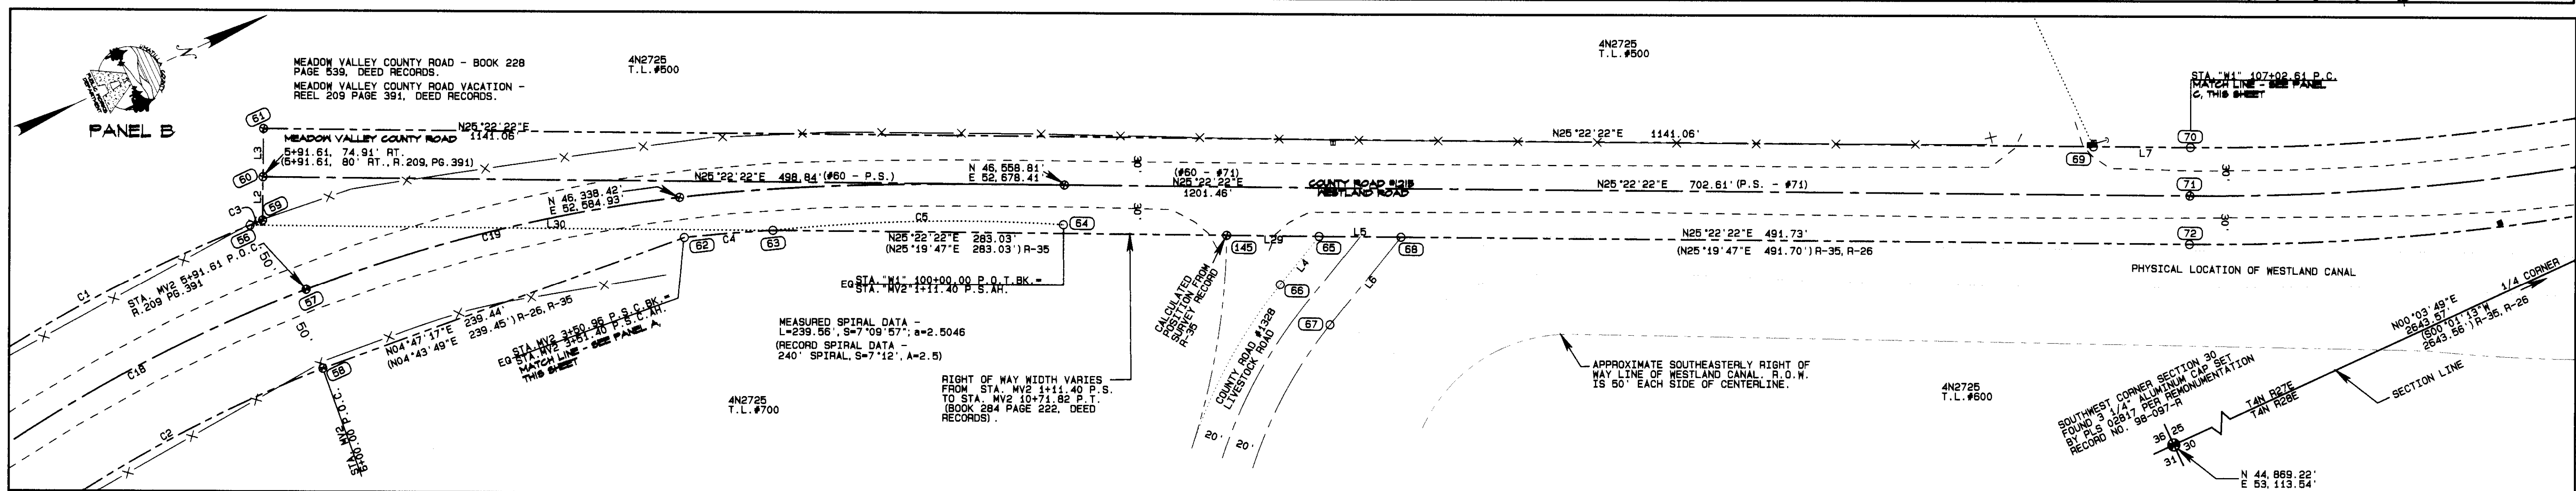 PANEL B
N
MEADOW VALLEY COUNTY ROAD - BOOK 228
PAGE 539, DEED RECORDS.
MEADOW VALLEY COUNTY ROAD VACATION -
REEL 209 PAGE 391, DEED RECORDS.
4N2725
T.L.#500
4N2725
T.L.#500
STA. "W1" 107+02.61 P.C.
MATCH LINE - SEE PANEL
C, THIS SHEET
61
N25°22'22"E
1141.06'
MEADOW VALLEY COUNTY ROAD
5+91.61, 74.91' RT.
(5+91.61, 80' RT., R.209, PG.391)
L3
60
L2
59
C3
56
N25°22'22"E 498.84' (#60 - P.S.)
N 46,338.42'
E 52,584.93'
N 46,558.81'
E 52,678.41'
30'
30'
(#60 - #71)
N25°22'22"E
1201.46'
COUNTY ROAD #1215
WESTLAND ROAD
N25°22'22"E 1141.06'
N25°22'22"E 702.61' (P.S. - #71)
69
L7
70
71
72
30'
30'
C1
STA. MV2 5+91.61 P.O.C.
R.209 PG.391
50'
57
50'
C18
C19
L30
C2
58
STA. MV2
6+00.00 P.O.C.
N04°47'17"E 239.44'
(N04°43'49"E 239.45') R-26, R-35
62
C4
63
C5
64
N25°22'22"E 283.03'
(N25°19'47"E 283.03') R-35
EQ STA. "W1" 100+00.00 P.O.T.BK.=
STA. MV2 1+11.40 P.S.AH.
EQ STA. MV2 3+50.96 P.S.C.BK.=
STA. MV2 3+51.40 P.S.C.AH.
MATCH LINE - SEE PANEL A,
THIS SHEET
MEASURED SPIRAL DATA -
L=239.56', S=7°09'57"; a=2.5046
(RECORD SPIRAL DATA -
240' SPIRAL, S=7°12', A=2.5)
4N2725
T.L.#700
RIGHT OF WAY WIDTH VARIES
FROM STA. MV2 1+11.40 P.S.
TO STA. MV2 10+71.82 P.T.
(BOOK 284 PAGE 222, DEED
RECORDS).
CALCULATED
POSITION FROM
SURVEY RECORD
R-35
145
L29
65
L5
68
L4
66
L6
67
COUNTY ROAD #1328
LIVESTOCK ROAD
20'
20'
N25°22'22"E 491.73'
(N25°19'47"E 491.70') R-35, R-26
PHYSICAL LOCATION OF WESTLAND CANAL
APPROXIMATE SOUTHEASTERLY RIGHT OF
WAY LINE OF WESTLAND CANAL. R.O.W.
IS 50' EACH SIDE OF CENTERLINE.
4N2725
T.L.#600
1/4 CORNER
N00°03'49"E
2643.57'
(S00°01'13"W
2643.56') R-35, R-26
SECTION LINE
T4N R27E
T4N R28E
SOUTHWEST CORNER SECTION 30
FOUND 3 1/4" ALUMINUM CAP SET
BY PLS 02817 PER REMONUMENTATION
RECORD NO. 98-097-R
36 25
31 30
N 44,869.22'
E 53,113.54'